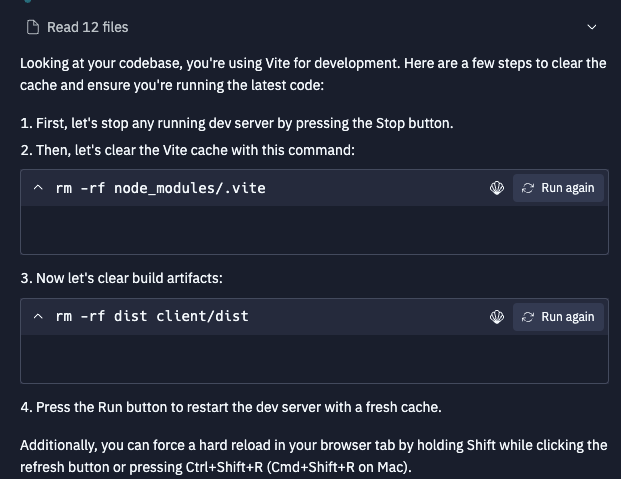 Read 12 files
Looking at your codebase, you're using Vite for development. Here are a few steps to clear the
cache and ensure you're running the latest code:
1. First, let's stop any running dev server by pressing the Stop button.
2. Then, let's clear the Vite cache with this command:
rm -rf node_modules/.vite
Run again
3. Now let's clear build artifacts:
rm -rf dist client/dist
Run again
4. Press the Run button to restart the dev server with a fresh cache.
Additionally, you can force a hard reload in your browser tab by holding Shift while clicking the
refresh button or pressing Ctrl+Shift+R (Cmd+Shift+R on Mac).